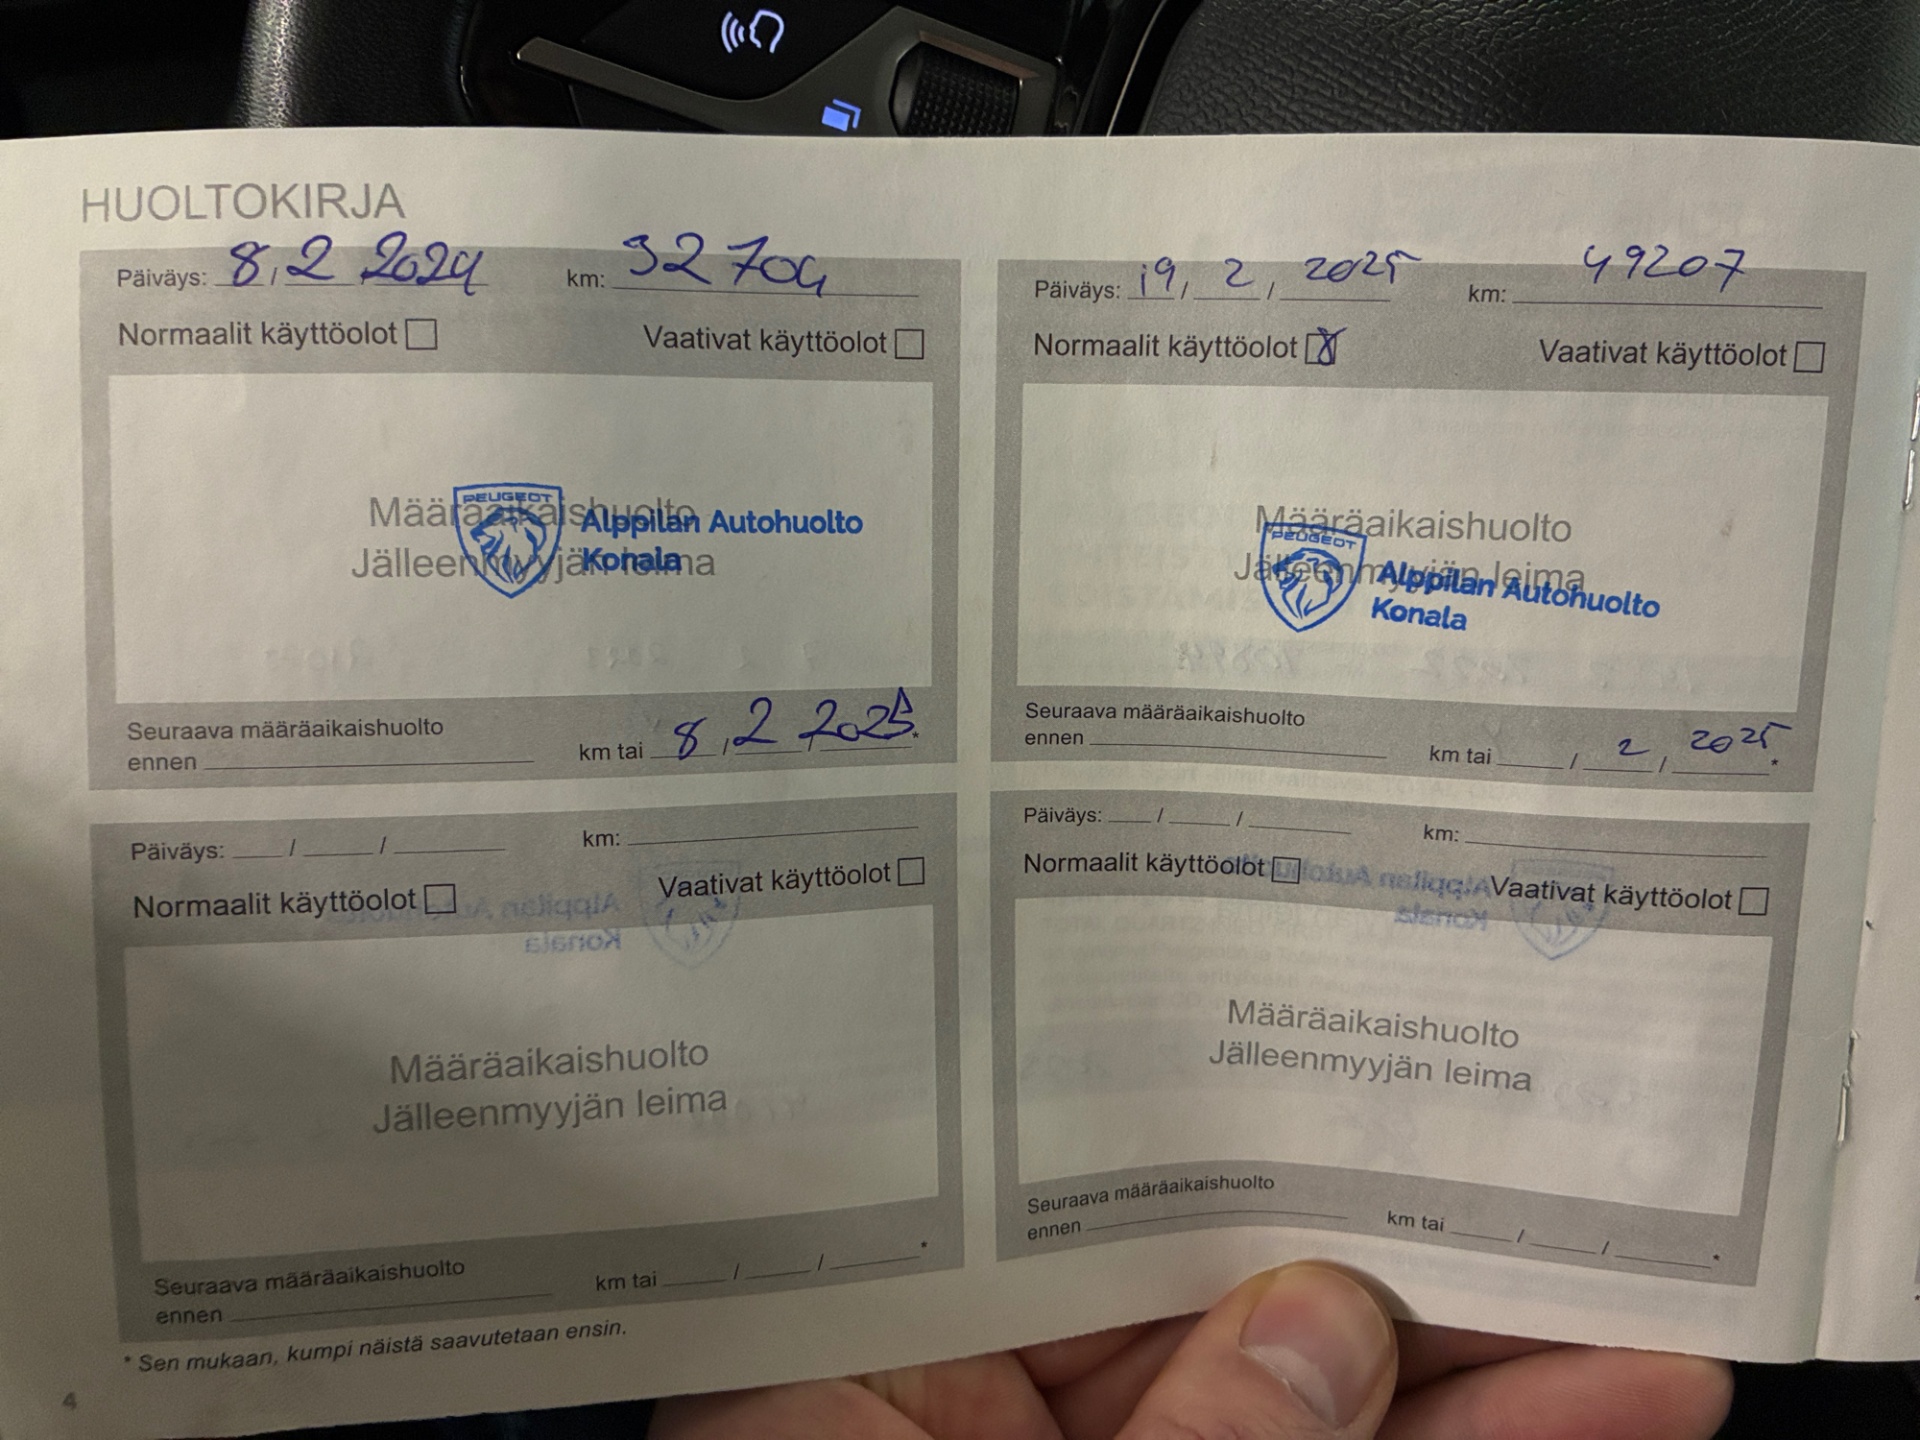 HUOLTOKIRJA
Päiväys: 8 / 2 / 2024 km: 32 704
Normaalit käyttöolot Vaativat käyttöolot
Määräaikaishuolto
Jälleenmyyjän leima
PEUGEOT
Alppilan Autohuolto
Konala
Seuraava määräaikaishuolto
ennen km tai 8 / 2 / 2025 *
Päiväys: 19 / 2 / 2025 km: 49207
Normaalit käyttöolot X Vaativat käyttöolot
Määräaikaishuolto
Jälleenmyyjän leima
PEUGEOT
Alppilan Autohuolto
Konala
Seuraava määräaikaishuolto
ennen km tai / 2 / 2025 *
Päiväys: / / km:
Normaalit käyttöolot Vaativat käyttöolot
Määräaikaishuolto
Jälleenmyyjän leima
Seuraava määräaikaishuolto
ennen km tai / / *
Päiväys: / / km:
Normaalit käyttöolot Vaativat käyttöolot
Määräaikaishuolto
Jälleenmyyjän leima
Seuraava määräaikaishuolto
ennen km tai / / *
* Sen mukaan, kumpi näistä saavutetaan ensin.
4